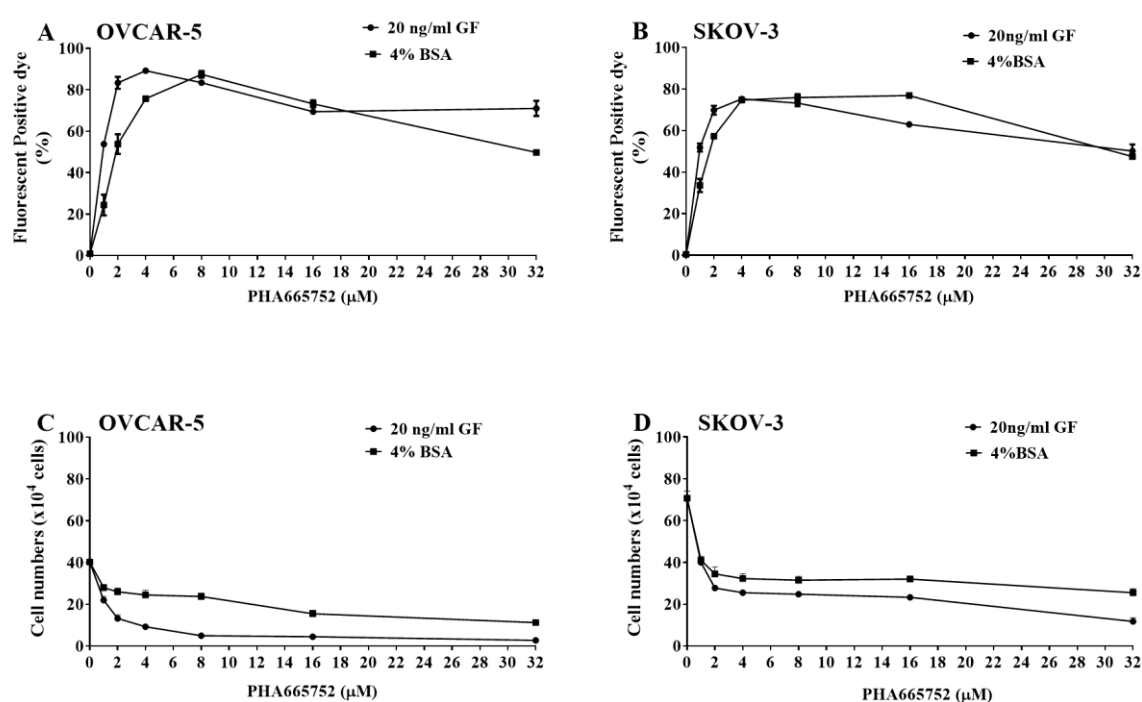 A OVCAR-5
20 ng/ml GF
4% BSA
Fluorescent Positive dye
(%)
100
80
60
40
20
0
0 2 4 6 8 10 12 14 16 18 20 22 24 26 28 30 32
PHA665752 (μM)
B SKOV-3
20ng/ml GF
4%BSA
Fluorescent Positive dye
(%)
100
80
60
40
20
0
0 2 4 6 8 10 12 14 16 18 20 22 24 26 28 30 32
PHA665752 (μM)
C OVCAR-5
20 ng/ml GF
4% BSA
Cell numbers (x10⁴ cells)
100
80
60
40
20
0
0 2 4 6 8 10 12 14 16 18 20 22 24 26 28 30 32
PHA665752 (μM)
D SKOV-3
20ng/ml GF
4%BSA
Cell numbers (x10⁴ cells)
100
80
60
40
20
0
0 2 4 6 8 10 12 14 16 18 20 22 24 26 28 30 32
PHA665752 (μM)